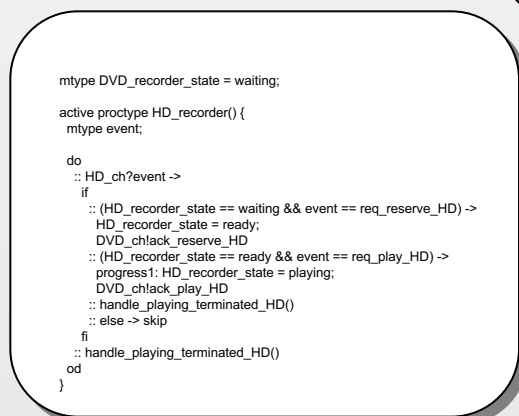 mtype DVD_recorder_state = waiting;
active proctype HD_recorder() {
mtype event;
do
:: HD_ch?event ->
if
:: (HD_recorder_state == waiting && event == req_reserve_HD) ->
HD_recorder_state = ready;
DVD_ch!ack_reserve_HD
:: (HD_recorder_state == ready && event == req_play_HD) ->
progress1: HD_recorder_state = playing;
DVD_ch!ack_play_HD
:: handle_playing_terminated_HD()
:: else -> skip
fi
:: handle_playing_terminated_HD()
od
}